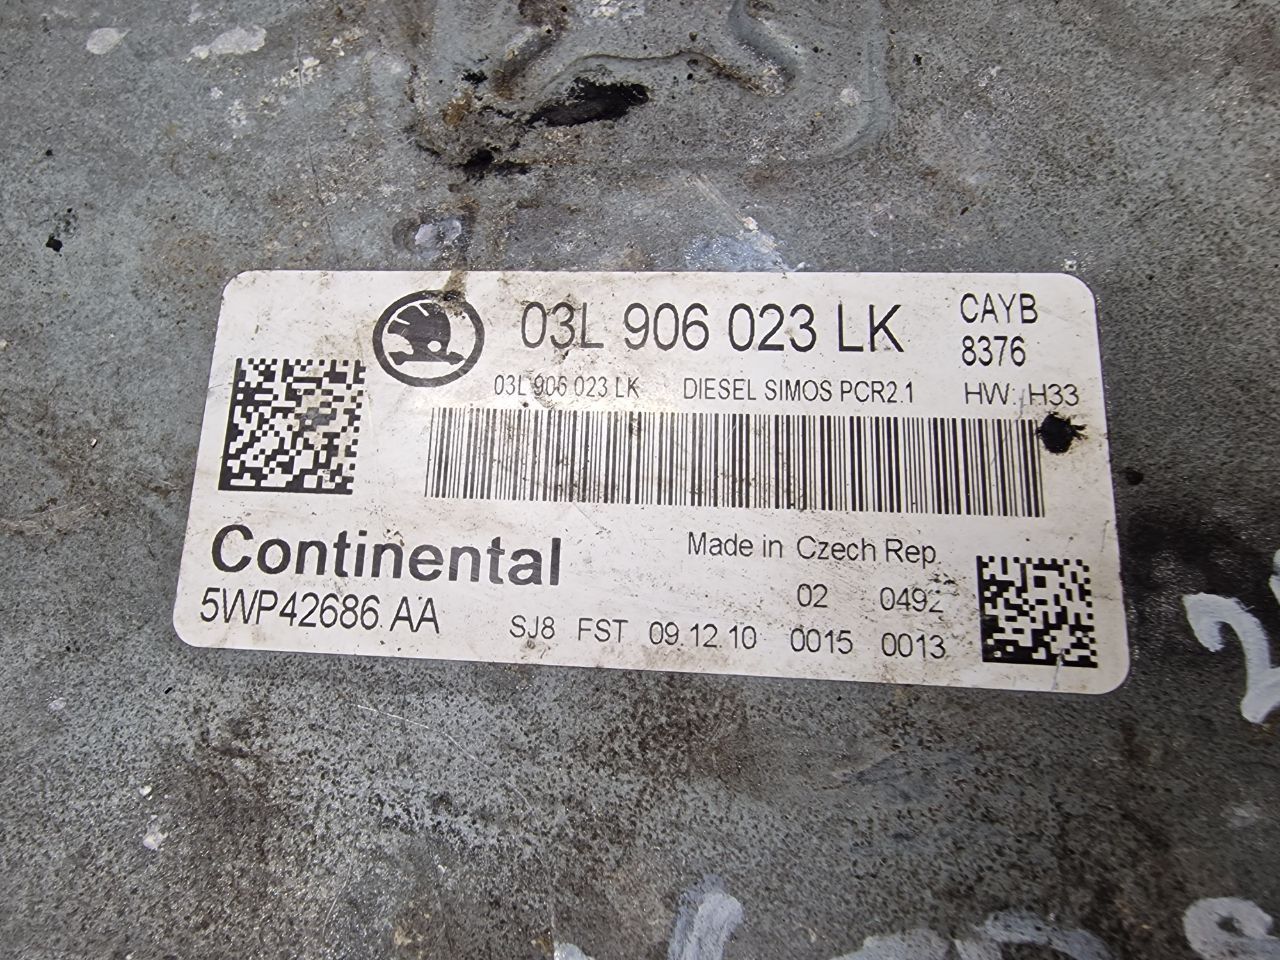 03L 906 023 LK CAYB
8376
03L 906 023 LK DIESEL SIMOS PCR2.1 HW: H33
Continental Made in Czech Rep.
02 0492
5WP42686 AA SJ8 FST 09.12.10 0015 0013